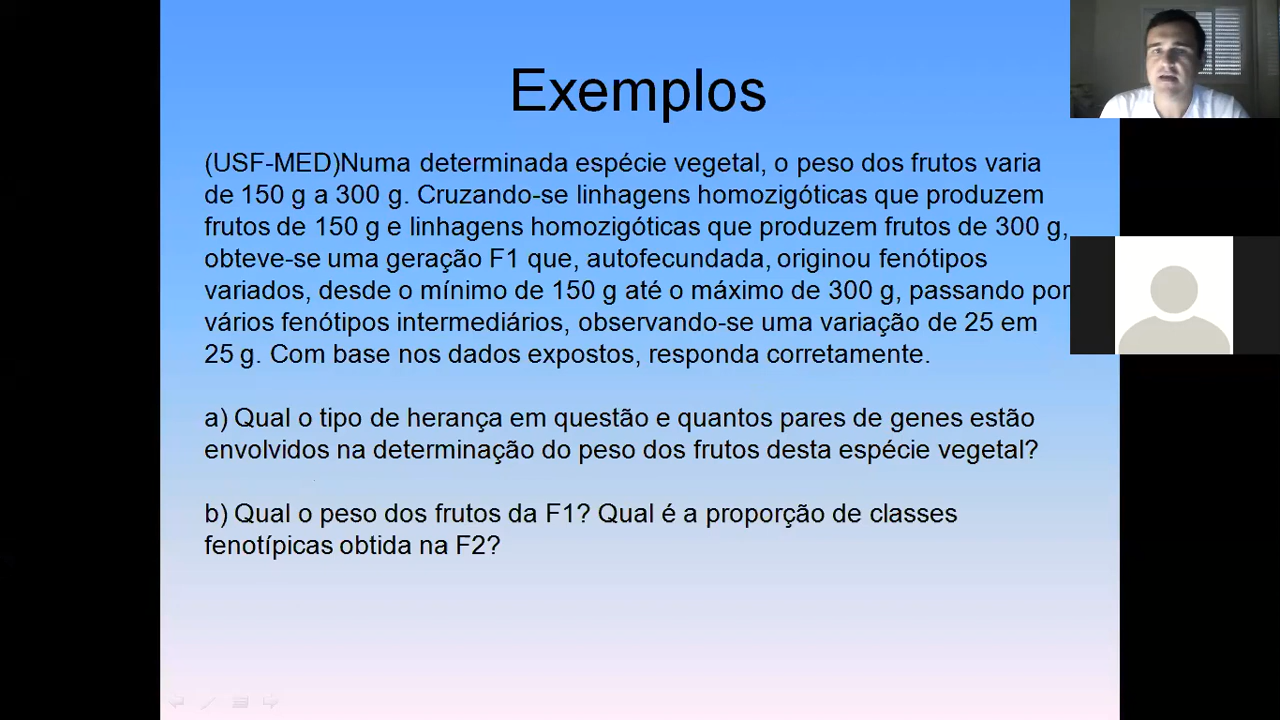 Exemplos
(USF-MED)Numa determinada espécie vegetal, o peso dos frutos varia
de 150 g a 300 g. Cruzando-se linhagens homozigóticas que produzem
frutos de 150 g e linhagens homozigóticas que produzem frutos de 300 g,
obteve-se uma geração F1 que, autofecundada, originou fenótipos
variados, desde o mínimo de 150 g até o máximo de 300 g, passando por
vários fenótipos intermediários, observando-se uma variação de 25 em
25 g. Com base nos dados expostos, responda corretamente.
a) Qual o tipo de herança em questão e quantos pares de genes estão
envolvidos na determinação do peso dos frutos desta espécie vegetal?
b) Qual o peso dos frutos da F1? Qual é a proporção de classes
fenotípicas obtida na F2?